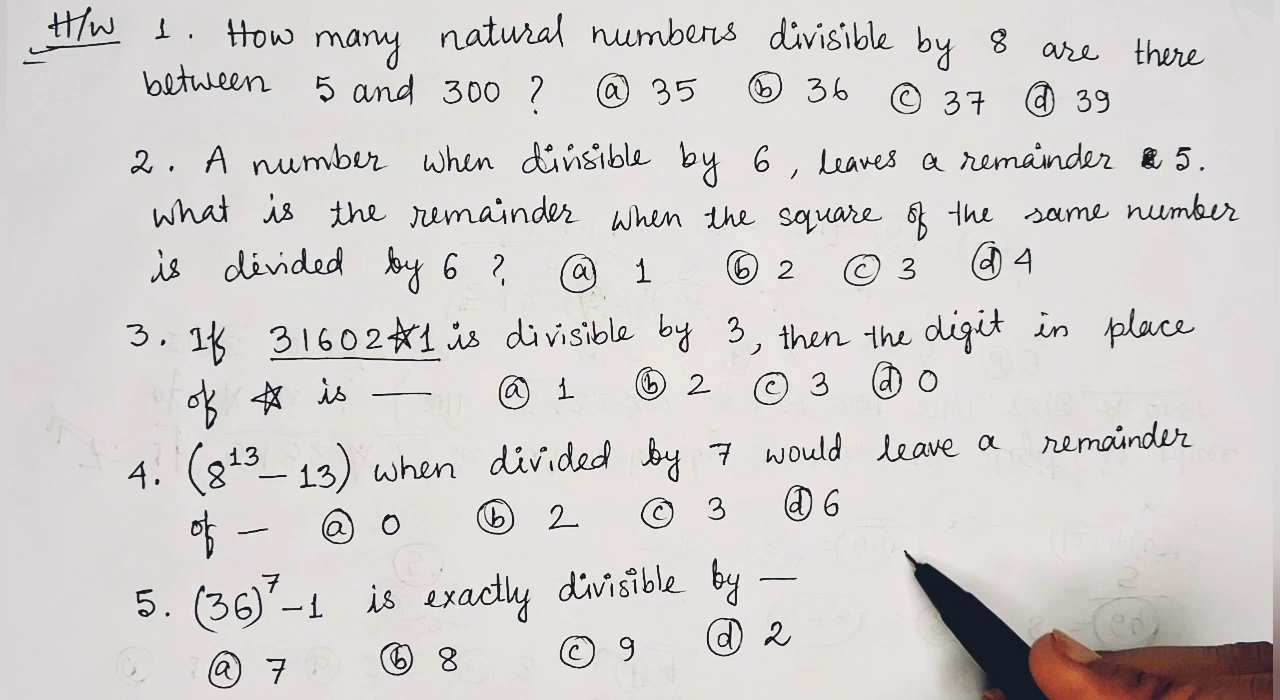 H/W 1. How many natural numbers divisible by 8 are there
between 5 and 300 ? ⓐ 35 ⓑ 36 ⓒ 37 ⓓ 39
2. A number when divisible by 6, leaves a remainder 5.
what is the remainder when the square of the same number
is divided by 6 ? ⓐ 1 ⓑ 2 ⓒ 3 ⓓ 4
3. If 31602☆1 is divisible by 3, then the digit in place
of ☆ is — ⓐ 1 ⓑ 2 ⓒ 3 ⓓ 0
4. (8¹³ – 13) when divided by 7 would leave a remainder
of — ⓐ 0 ⓑ 2 ⓒ 3 ⓓ 6
5. (36)⁷ – 1 is exactly divisible by —
ⓐ 7 ⓑ 8 ⓒ 9 ⓓ 2